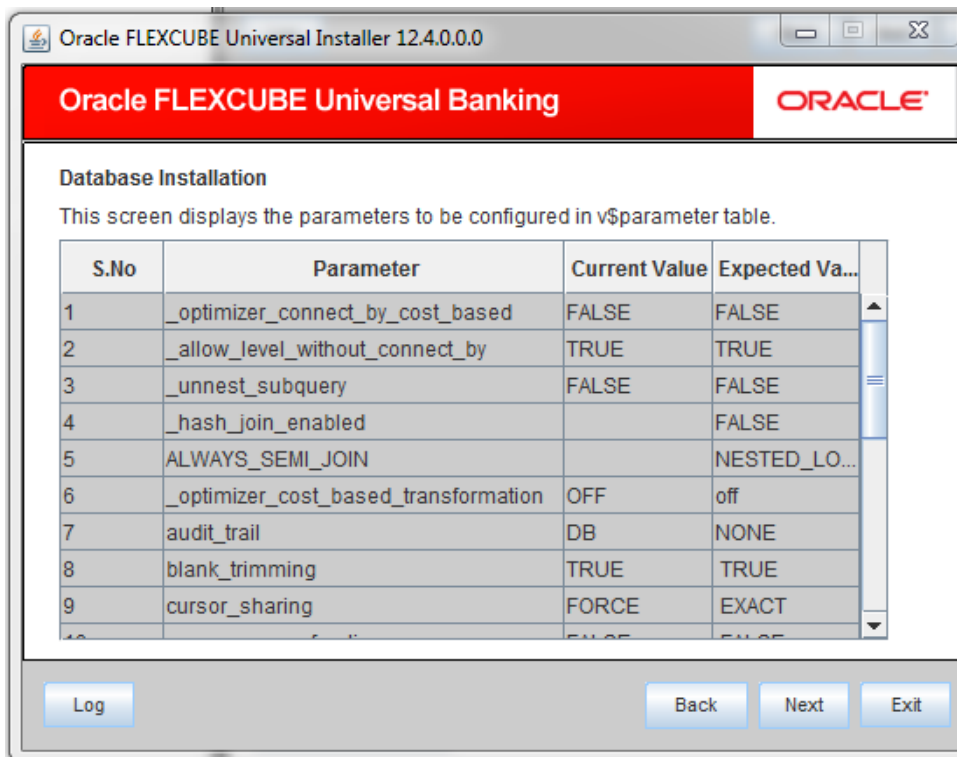 Oracle FLEXCUBE Universal Installer 12.4.0.0.0
Oracle FLEXCUBE Universal Banking ORACLE
Database Installation
This screen displays the parameters to be configured in v$parameter table.
S.No Parameter Current Value Expected Va...
1 _optimizer_connect_by_cost_based FALSE FALSE
2 _allow_level_without_connect_by TRUE TRUE
3 _unnest_subquery FALSE FALSE
4 _hash_join_enabled FALSE
5 ALWAYS_SEMI_JOIN NESTED_LO...
6 _optimizer_cost_based_transformation OFF off
7 audit_trail DB NONE
8 blank_trimming TRUE TRUE
9 cursor_sharing FORCE EXACT
Log Back Next Exit